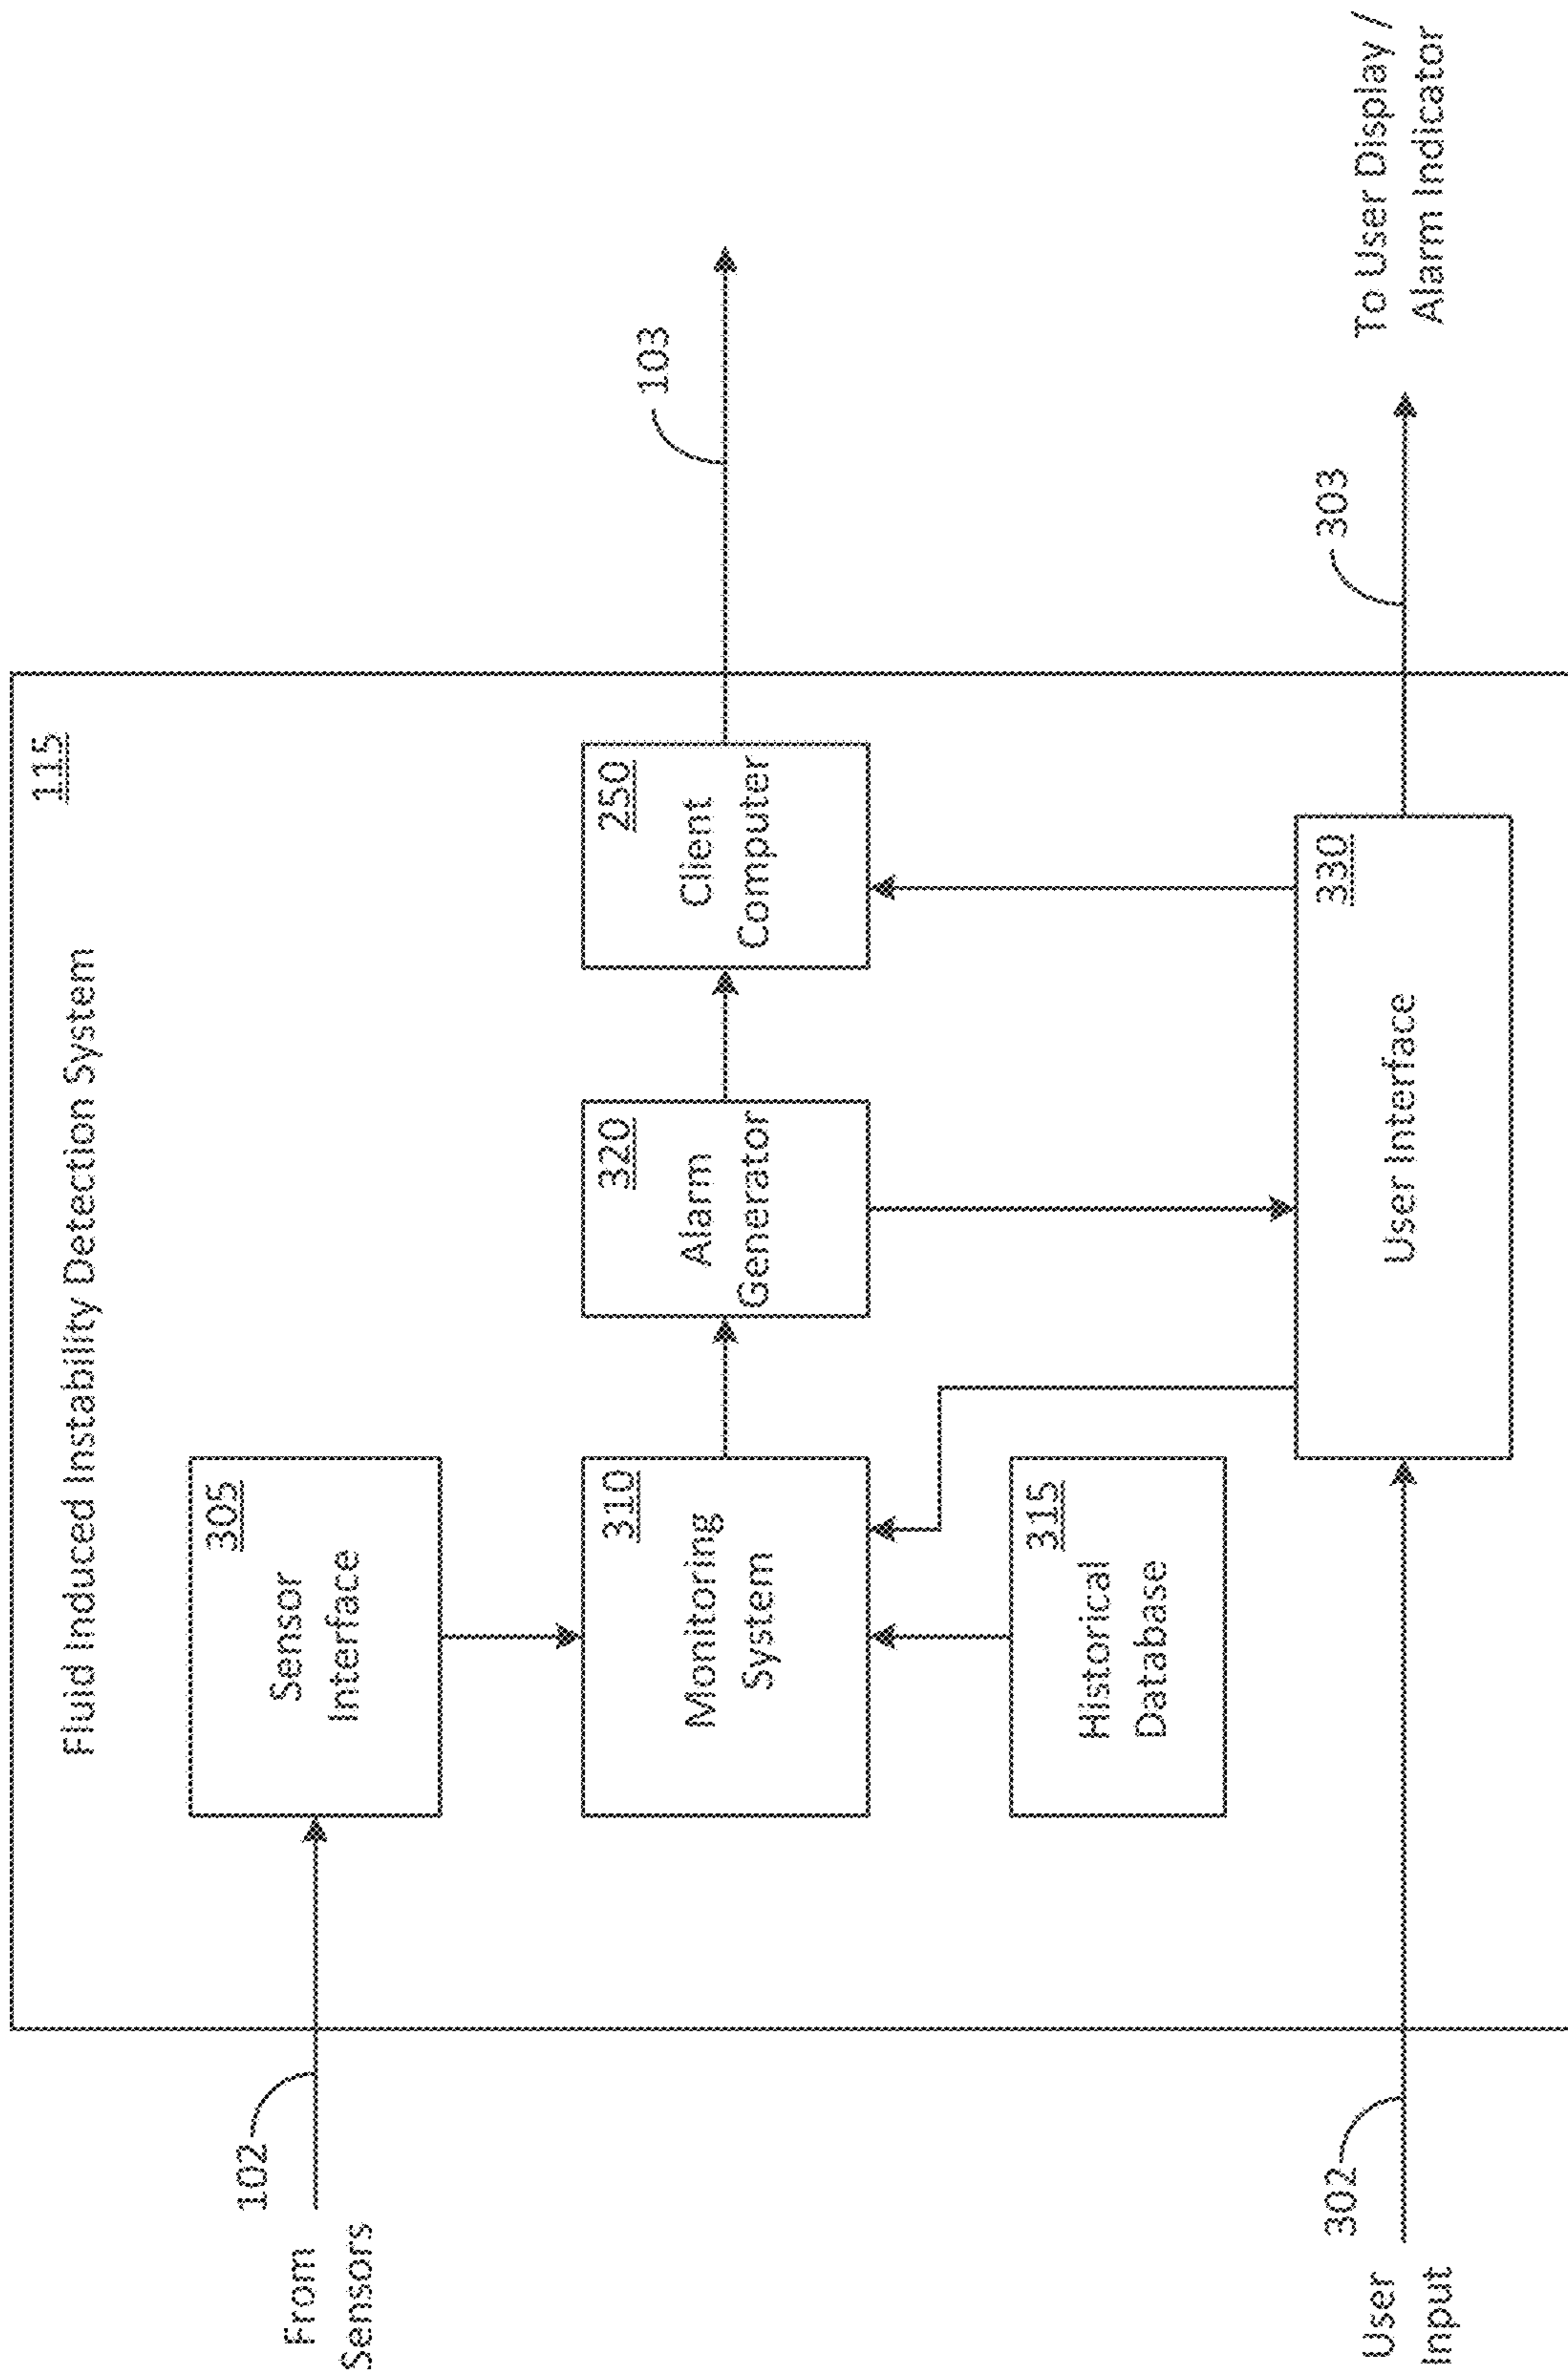 115
Fluid Induced Instability Detection System
From
Sensors
102
305
Sensor
Interface
310
Monitoring
System
320
Alarm
Generator
250
Client
Computer
103
315
Historical
Database
User
Input
302
330
User Interface
303
To User Display /
Alarm Indicator